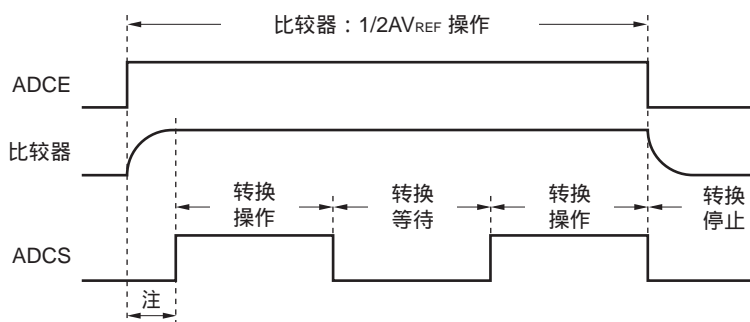 比较器：1/2AVREF 操作
ADCE
比较器
转换
操作
转换
等待
转换
操作
转换
停止
ADCS
注